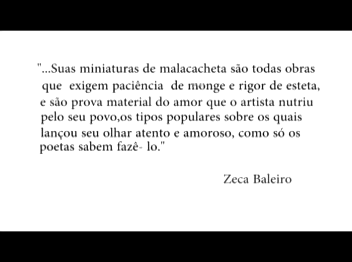 "...Suas miniaturas de malacacheta são todas obras
que exigem paciência de monge e rigor de esteta,
e são prova material do amor que o artista nutriu
pelo seu povo,os tipos populares sobre os quais
lançou seu olhar atento e amoroso, como só os
poetas sabem fazê- lo."
Zeca Baleiro